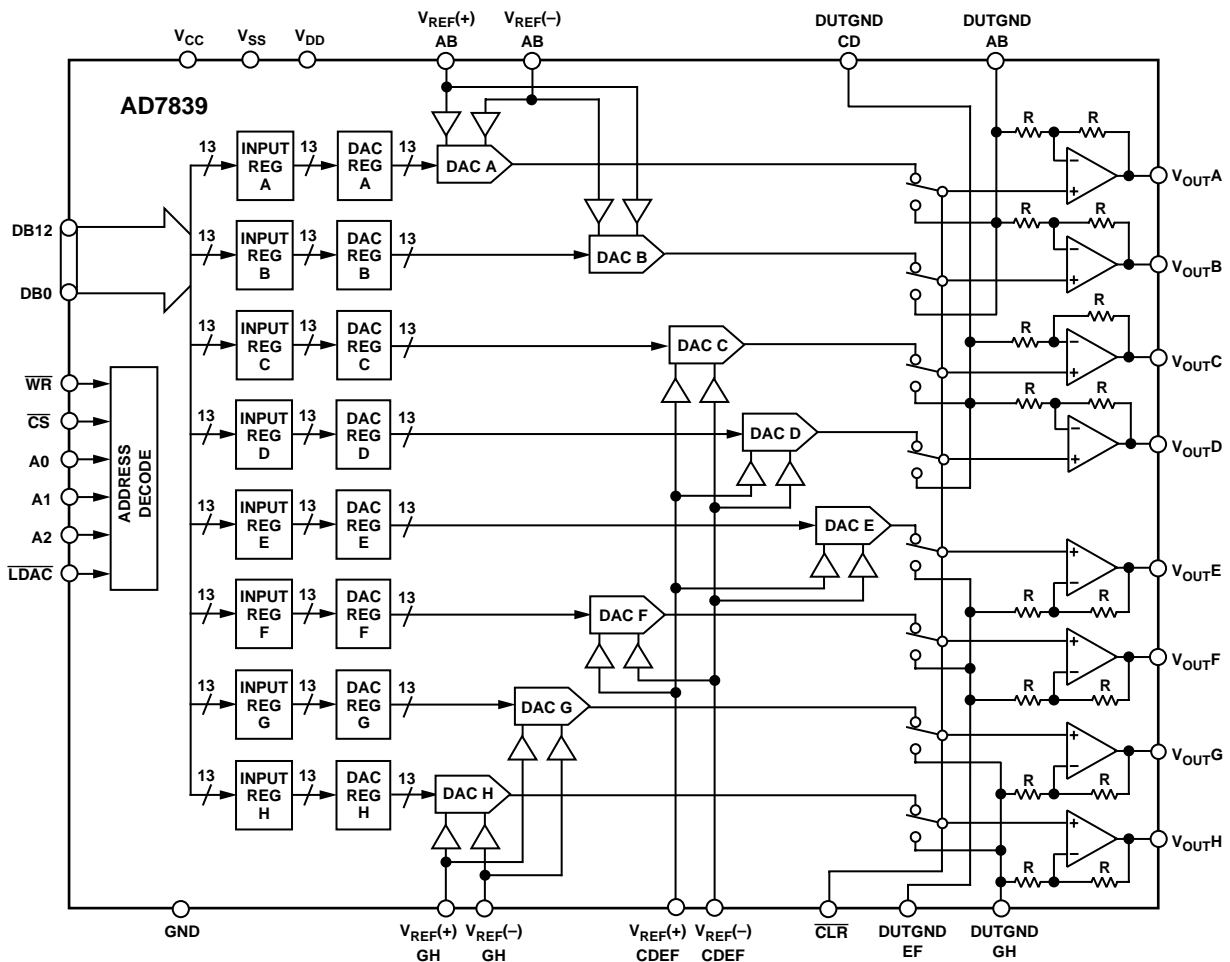 VCC VSS VDD
VREF(+)
AB
VREF(–)
AB
DUTGND
CD
DUTGND
AB
AD7839
13 INPUT
REG
A
13 DAC
REG
A
13 DAC A
R R
– +
VOUTA
13 INPUT
REG
B
13 DAC
REG
B
13 DAC B
R R
– +
VOUTB
DB12
DB0
13 INPUT
REG
C
13 DAC
REG
C
13 DAC C
R R
– +
VOUTC
WR
CS
A0
A1
A2
LDAC
ADDRESS
DECODE
13 INPUT
REG
D
13 DAC
REG
D
13 DAC D
R R
– +
VOUTD
13 INPUT
REG
E
13 DAC
REG
E
13 DAC E
+ –
R R
VOUTE
13 INPUT
REG
F
13 DAC
REG
F
13 DAC F
+ –
R R
VOUTF
13 INPUT
REG
G
13 DAC
REG
G
13 DAC G
+ –
R R
VOUTG
13 INPUT
REG
H
13 DAC
REG
H
13 DAC H
+ –
R R
VOUTH
GND
VREF(+)
GH
VREF(–)
GH
VREF(+)
CDEF
VREF(–)
CDEF
CLR
DUTGND
EF
DUTGND
GH